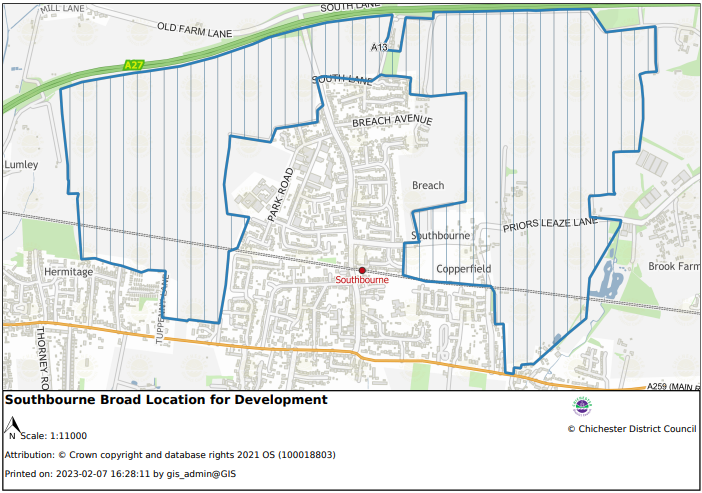 MILL LANE
SOUTH LANE
OLD FARM LANE
A27
A13
SOUTH LANE
BREACH AVENUE
Lumley
PARK ROAD
Breach
Southbourne
PRIORS LEAZE LANE
Hermitage
Copperfield
Brook Farm
Southbourne
TUPPENNY LANE
THORNEY RO
A259 (MAIN R
Southbourne Broad Location for Development
N Scale: 1:11000
© Chichester District Council
Attribution: © Crown copyright and database rights 2021 OS (100018803)
Printed on: 2023-02-07 16:28:11 by gis_admin@GIS